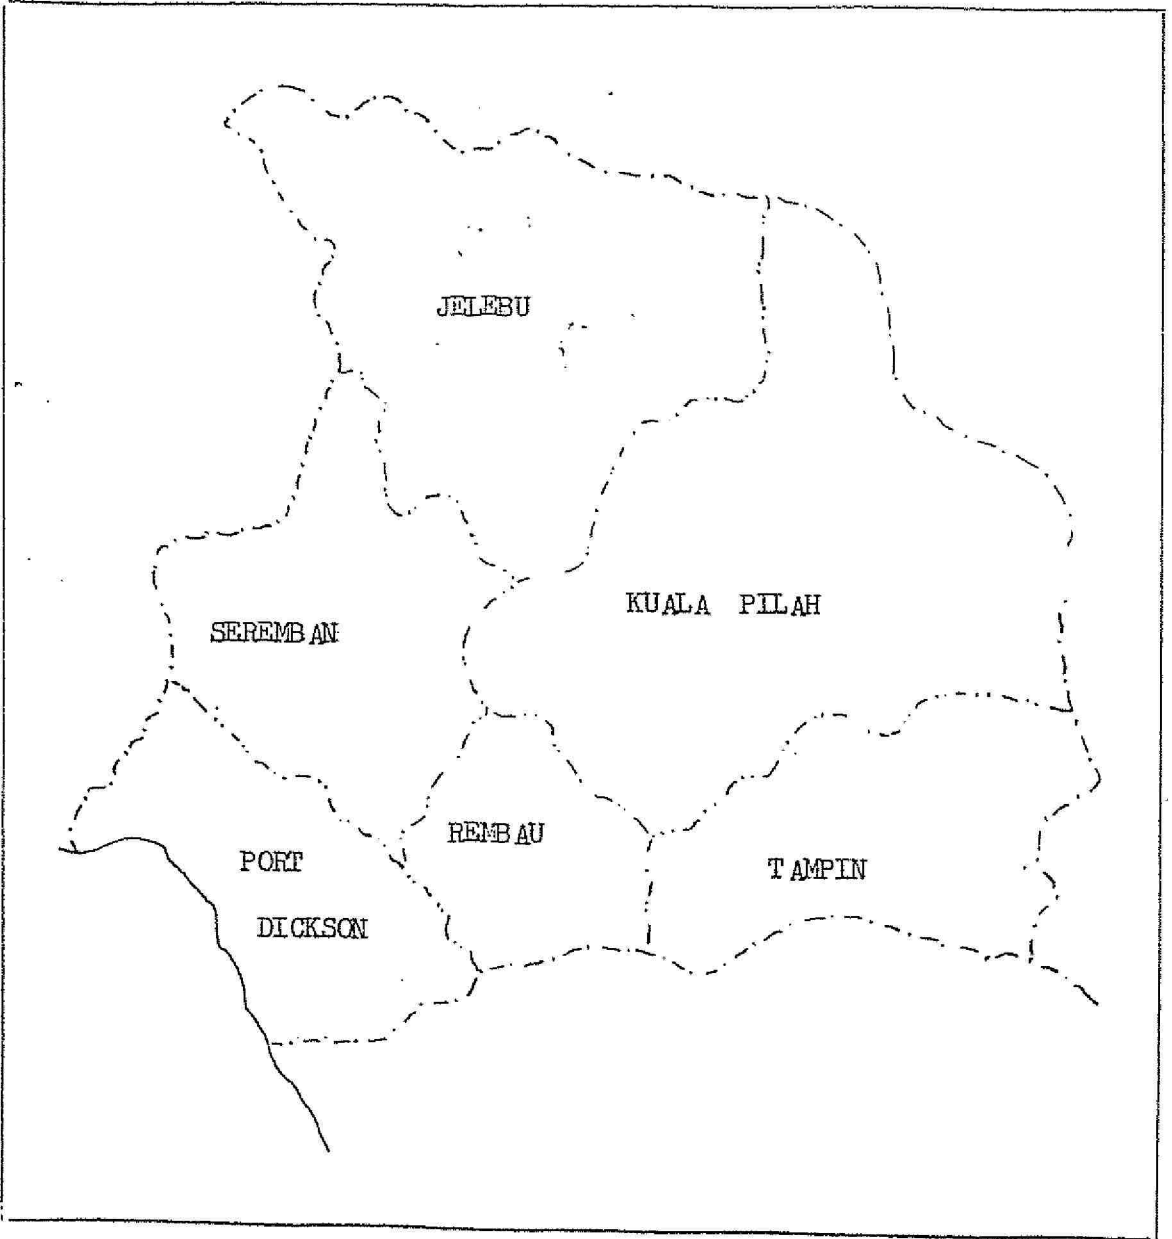 JELEBU
KUALA PILAH
SEREMBAN
REMBAU
PORT
DICKSON
TAMPIN